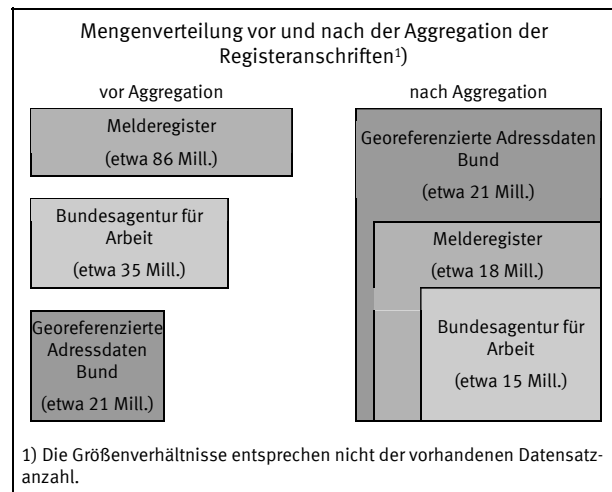 Mengenverteilung vor und nach der Aggregation der
Registeranschriften¹)
vor Aggregation
Melderegister
(etwa 86 Mill.)
Bundesagentur für
Arbeit
(etwa 35 Mill.)
Georeferenzierte
Adressdaten
Bund
(etwa 21 Mill.)
nach Aggregation
Georeferenzierte Adressdaten
Bund
(etwa 21 Mill.)
Melderegister
(etwa 18 Mill.)
Bundesagentur für
Arbeit
(etwa 15 Mill.)
1) Die Größenverhältnisse entsprechen nicht der vorhandenen Datensatz-
anzahl.